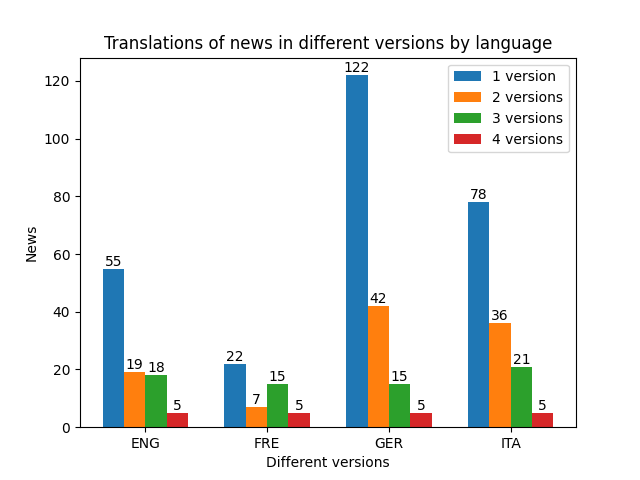 Translations of news in different versions by language
1 version
2 versions
3 versions
4 versions
120
100
80
60
40
20
0
News
55
19
18
5
22
7
15
5
122
42
15
5
78
36
21
5
ENG
FRE
GER
ITA
Different versions